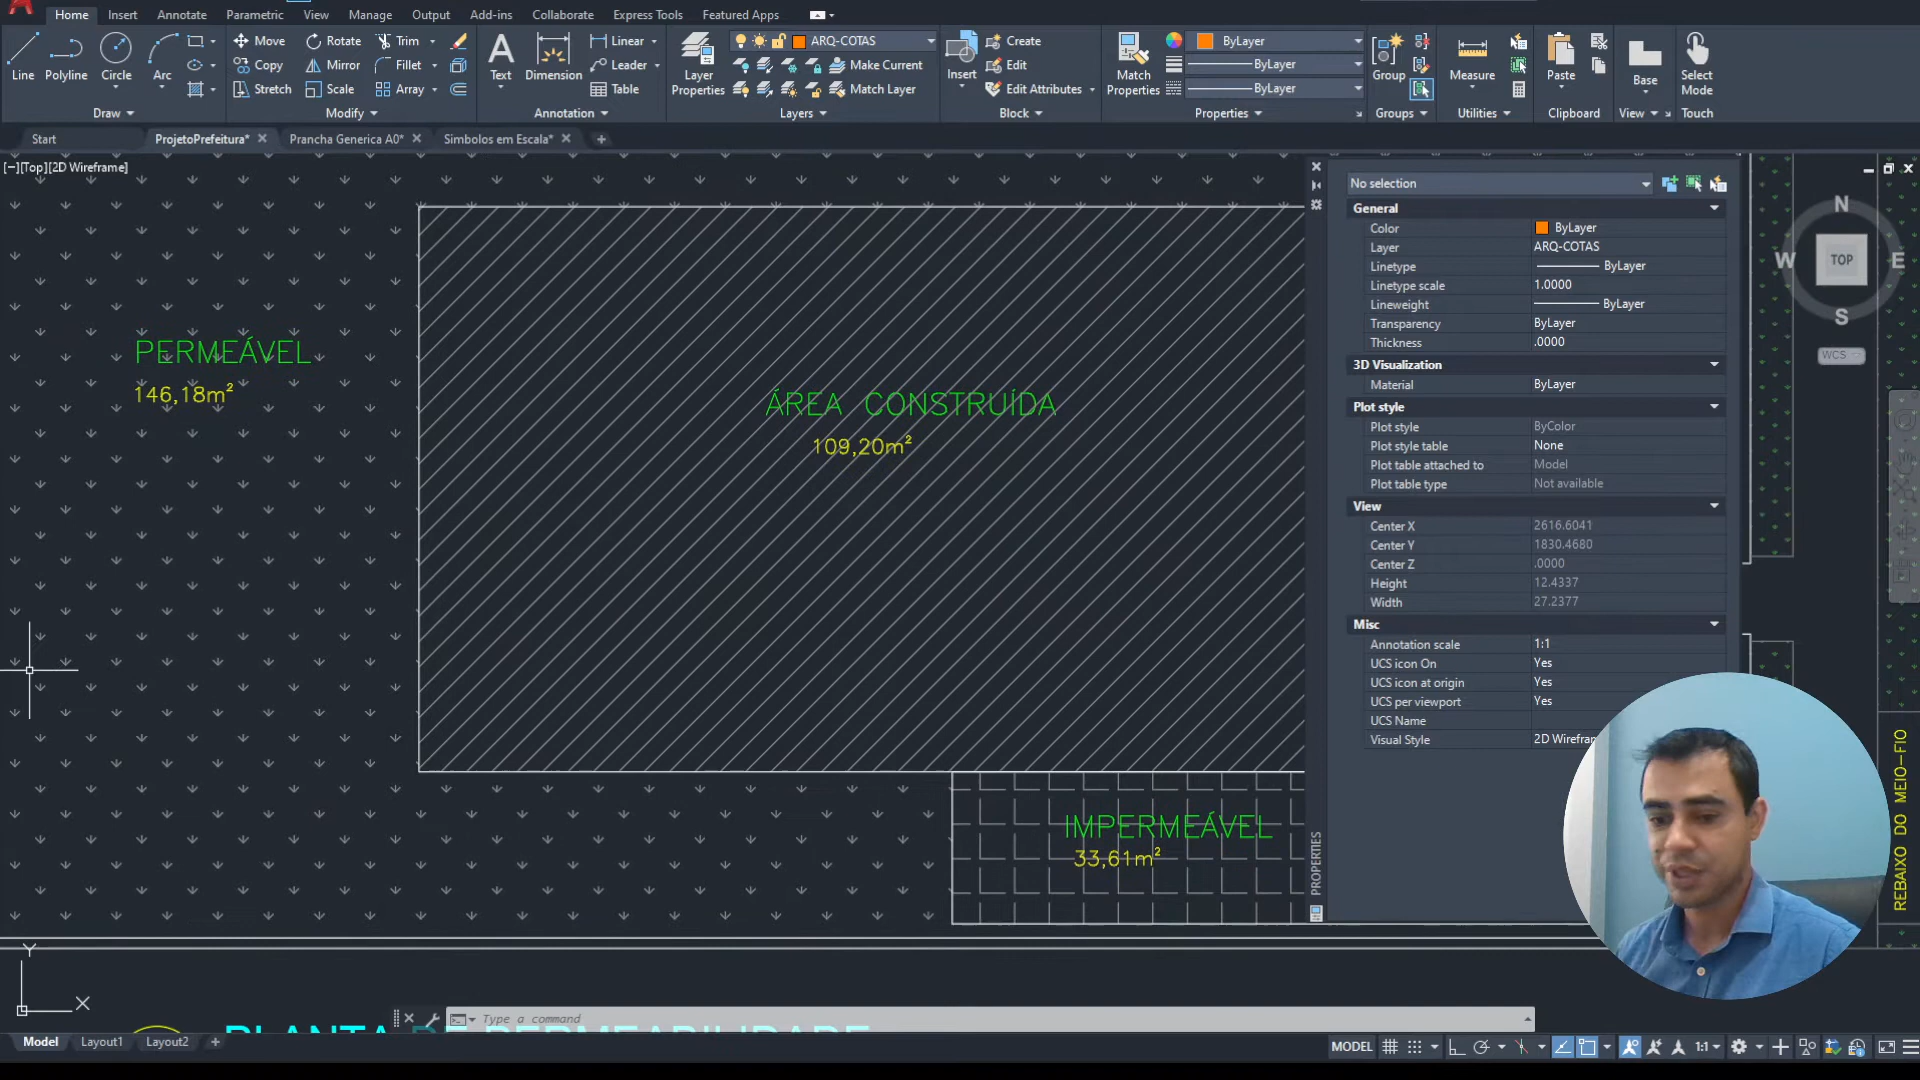 Home Insert Annotate Parametric View Manage Output Add-ins Collaborate Express Tools Featured Apps
Line Polyline Circle Arc
Move Rotate Trim
Copy Mirror Fillet
Stretch Scale Array
Text Dimension
Linear
Leader
Table
Layer Properties
ARQ-COTAS
Make Current
Match Layer
Insert
Create
Edit
Edit Attributes
Match Properties
ByLayer
ByLayer
ByLayer
Group
Measure
Paste
Base
Select Mode
Draw Modify Annotation Layers Block Properties Groups Utilities Clipboard View Touch
Start ProjetoPrefeitura* Prancha Generica A0* Simbolos em Escala*
[−][Top][2D Wireframe]
PERMEÁVEL
146,18m²
ÁREA CONSTRUÍDA
109,20m²
IMPERMEÁVEL
33,61m²
No selection
General
Color ByLayer
Layer ARQ-COTAS
Linetype ByLayer
Linetype scale 1.0000
Lineweight ByLayer
Transparency ByLayer
Thickness .0000
3D Visualization
Material ByLayer
Plot style
Plot style ByColor
Plot style table None
Plot table attached to Model
Plot table type Not available
View
Center X 2616.6041
Center Y 1830.4680
Center Z .0000
Height 12.4337
Width 27.2377
Misc
Annotation scale 1:1
UCS icon On Yes
UCS icon at origin Yes
UCS per viewport Yes
UCS Name
Visual Style 2D Wirefra
PROPERTIES
N
W TOP E
S
WCS
REBAIXO DO MEIO-FIO
Y
X
PLANTA DE PERMEABILIDADE
Type a command
Model Layout1 Layout2
MODEL 1:1